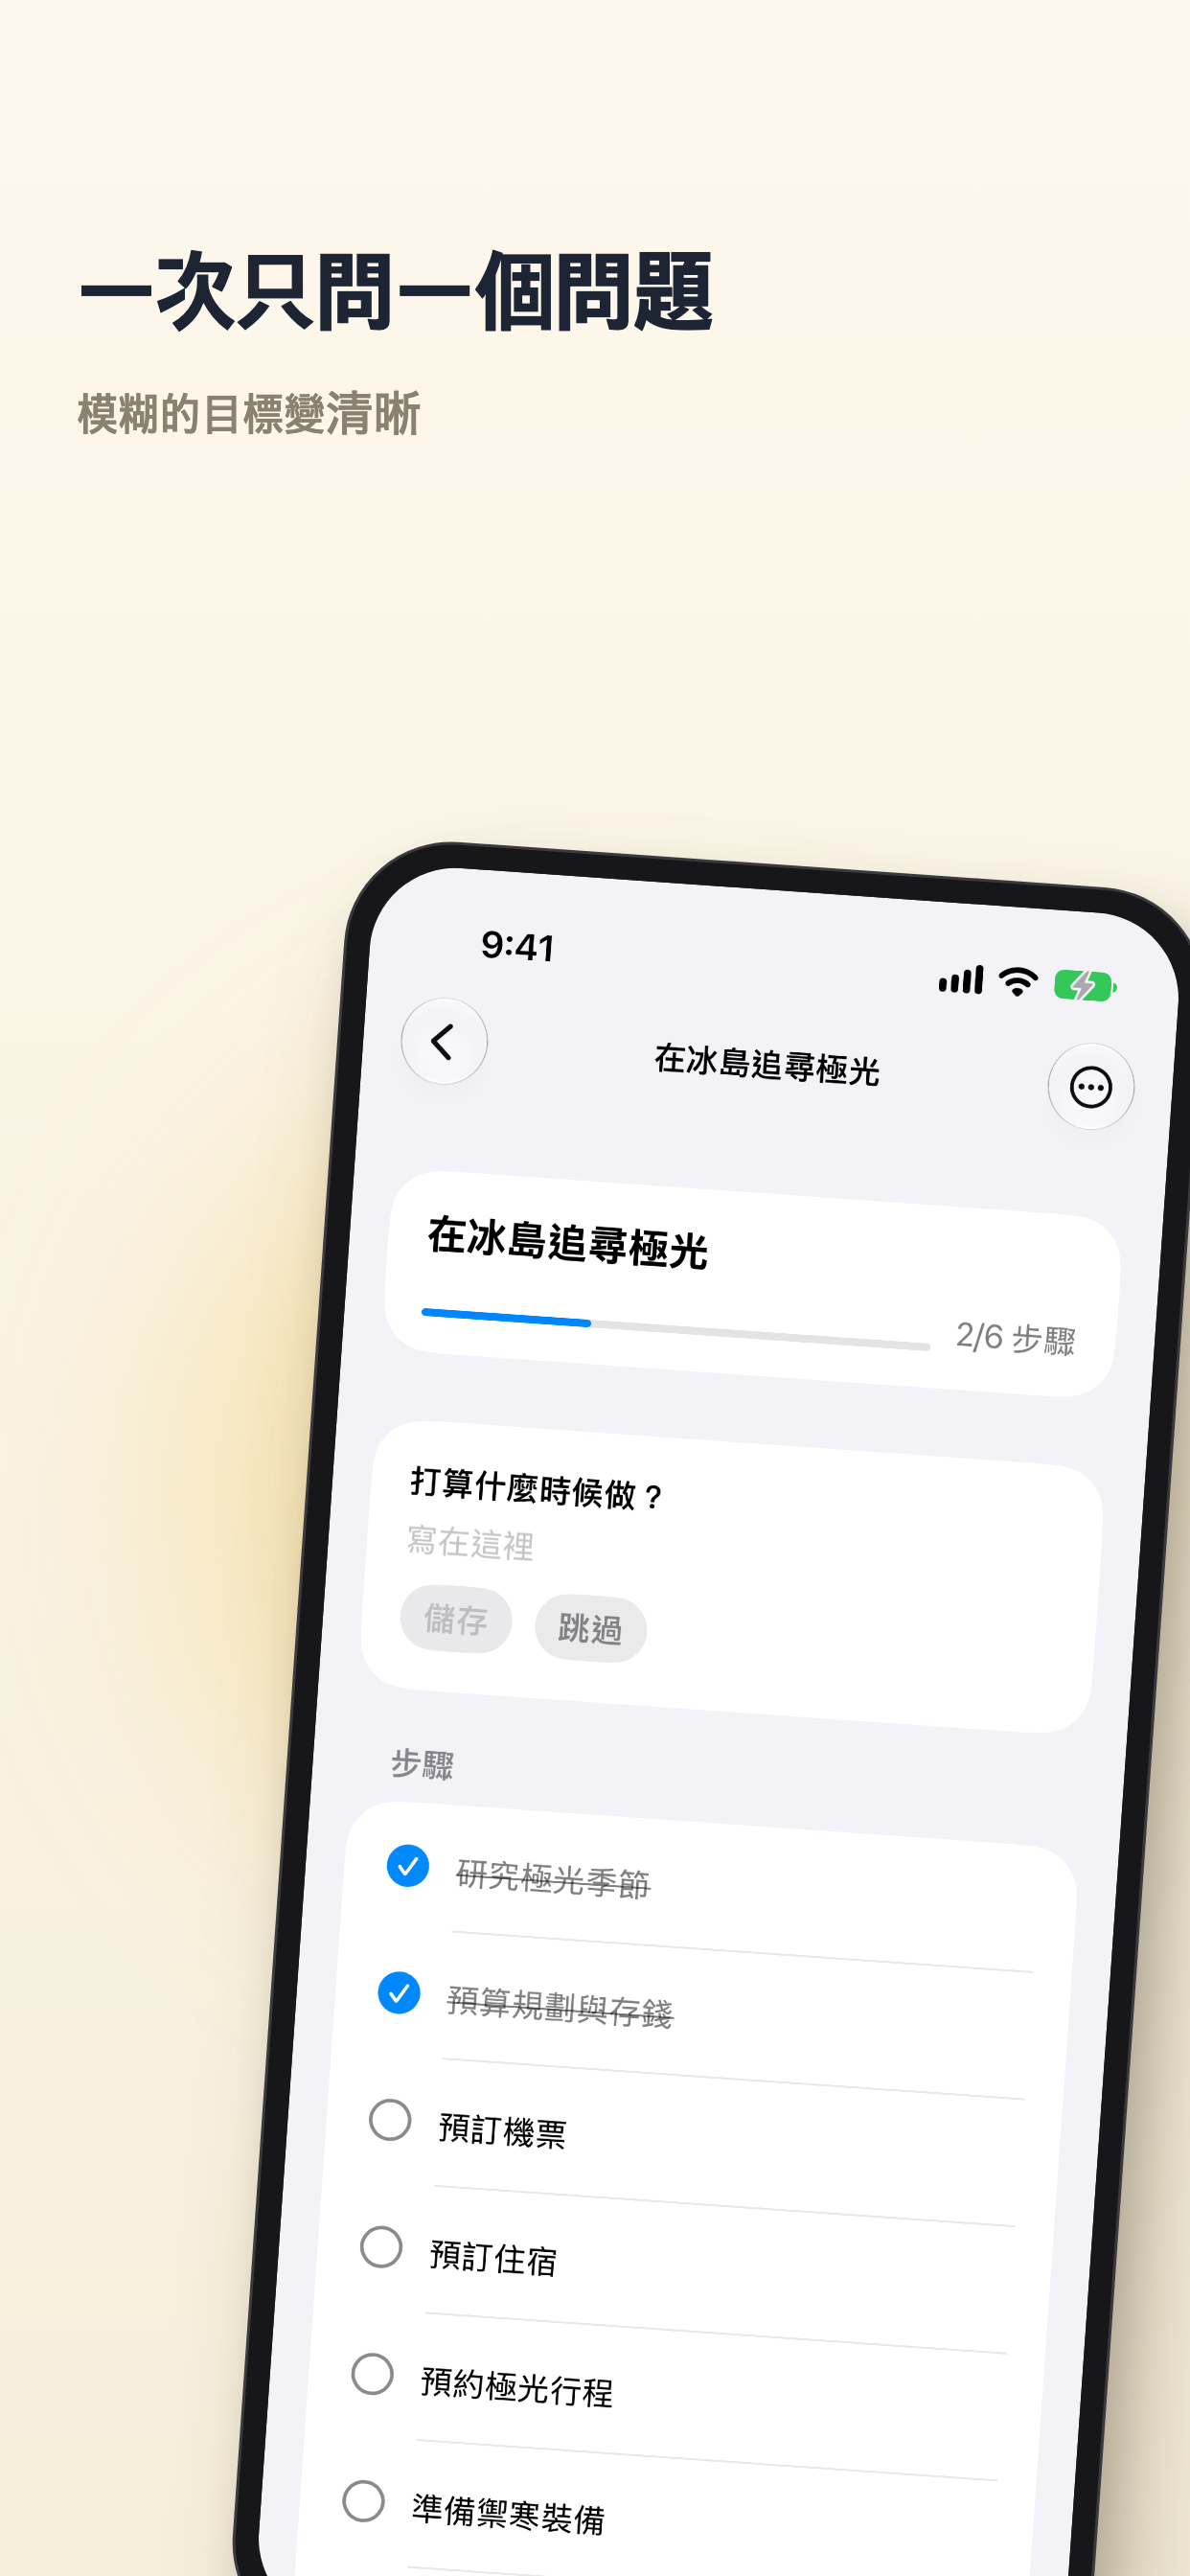 一次只問一個問題
模糊的目標變清晰
9:41
在冰島追尋極光
在冰島追尋極光
2/6 步驟
打算什麼時候做？
寫在這裡
儲存 跳過
步驟
研究極光季節
預算規劃與存錢
預訂機票
預訂住宿
預約極光行程
準備禦寒裝備